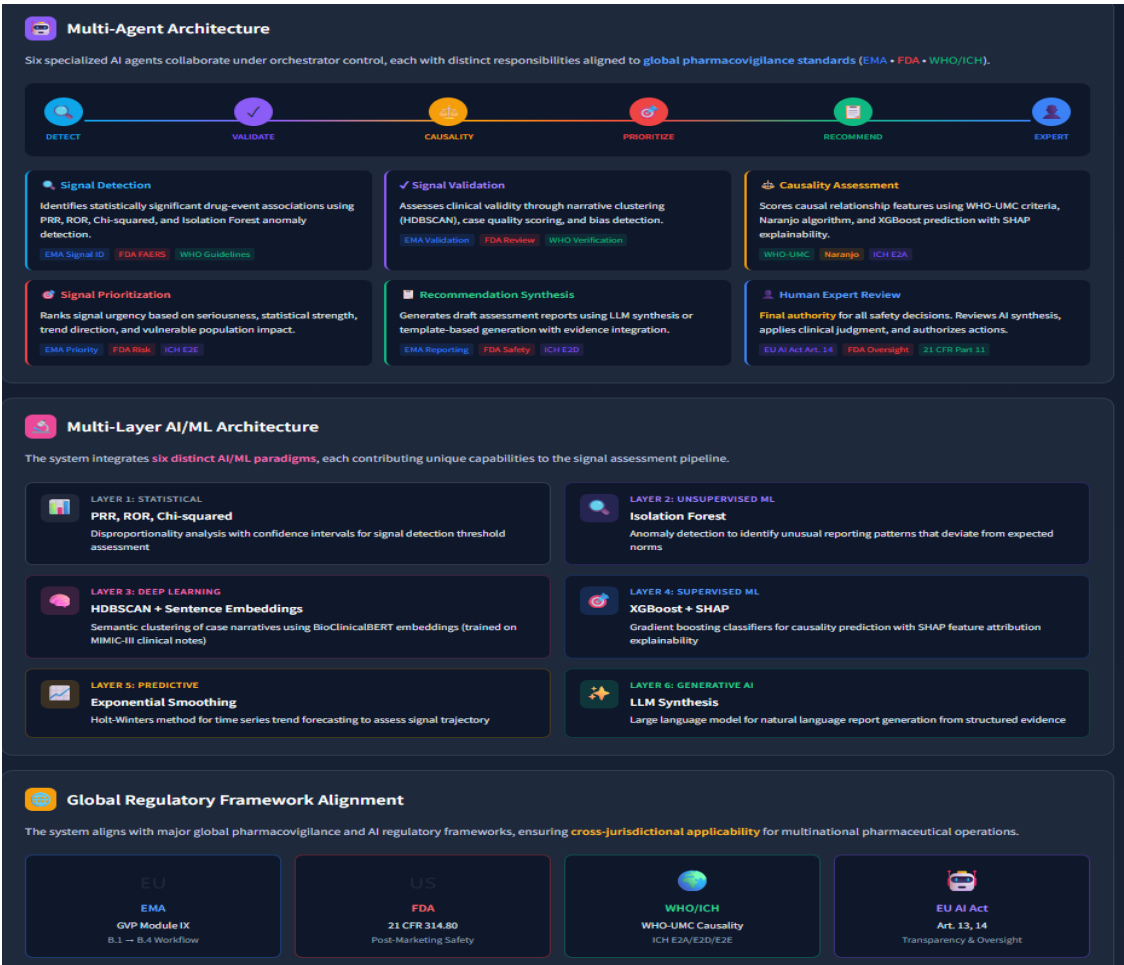 Multi-Agent Architecture
Six specialized AI agents collaborate under orchestrator control, each with distinct responsibilities aligned to global pharmacovigilance standards (EMA • FDA • WHO/ICH).
DETECT
VALIDATE
CAUSALITY
PRIORITIZE
RECOMMEND
EXPERT
Signal Detection
Identifies statistically significant drug-event associations using
PRR, ROR, Chi-squared, and Isolation Forest anomaly
detection.
EMA Signal ID
FDA FAERS
WHO Guidelines
Signal Validation
Assesses clinical validity through narrative clustering
(HDBSCAN), case quality scoring, and bias detection.
EMA Validation
FDA Review
WHO Verification
Causality Assessment
Scores causal relationship features using WHO-UMC criteria,
Naranjo algorithm, and XGBoost prediction with SHAP
explainability.
WHO-UMC
Naranjo
ICH E2A
Signal Prioritization
Ranks signal urgency based on seriousness, statistical strength,
trend direction, and vulnerable population impact.
EMA Priority
FDA Risk
ICH E2E
Recommendation Synthesis
Generates draft assessment reports using LLM synthesis or
template-based generation with evidence integration.
EMA Reporting
FDA Safety
ICH E2D
Human Expert Review
Final authority for all safety decisions. Reviews AI synthesis,
applies clinical judgment, and authorizes actions.
EU AI Act Art. 14
FDA Oversight
21 CFR Part 11
Multi-Layer AI/ML Architecture
The system integrates six distinct AI/ML paradigms, each contributing unique capabilities to the signal assessment pipeline.
LAYER 1: STATISTICAL
PRR, ROR, Chi-squared
Disproportionality analysis with confidence intervals for signal detection threshold
assessment
LAYER 2: UNSUPERVISED ML
Isolation Forest
Anomaly detection to identify unusual reporting patterns that deviate from expected
norms
LAYER 3: DEEP LEARNING
HDBSCAN + Sentence Embeddings
Semantic clustering of case narratives using BioClinicalBERT embeddings (trained on
MIMIC-III clinical notes)
LAYER 4: SUPERVISED ML
XGBoost + SHAP
Gradient boosting classifiers for causality prediction with SHAP feature attribution
explainability
LAYER 5: PREDICTIVE
Exponential Smoothing
Holt-Winters method for time series trend forecasting to assess signal trajectory
LAYER 6: GENERATIVE AI
LLM Synthesis
Large language model for natural language report generation from structured evidence
Global Regulatory Framework Alignment
The system aligns with major global pharmacovigilance and AI regulatory frameworks, ensuring cross-jurisdictional applicability for multinational pharmaceutical operations.
EU
EMA
GVP Module IX
B.1 → B.4 Workflow
US
FDA
21 CFR 314.80
Post-Marketing Safety
WHO/ICH
WHO-UMC Causality
ICH E2A/E2D/E2E
EU AI Act
Art. 13, 14
Transparency & Oversight